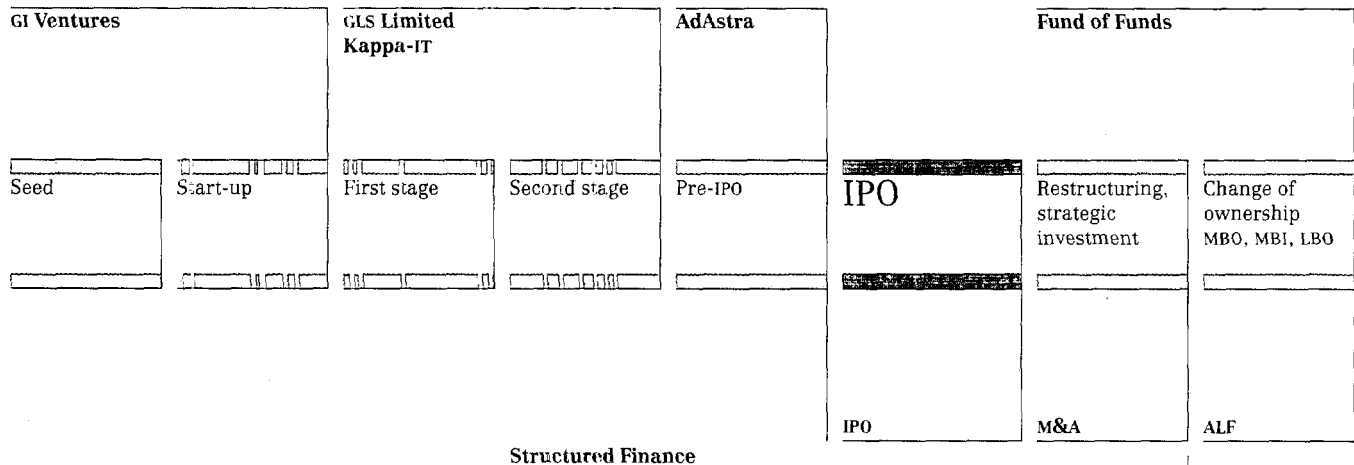 GI Ventures
GLS Limited
Kappa-IT
AdAstra
Fund of Funds
Seed
Start-up
First stage
Second stage
Pre-IPO
IPO
Restructuring,
strategic
investment
Change of
ownership
MBO, MBI, LBO
IPO
M&A
ALF
Structured Finance